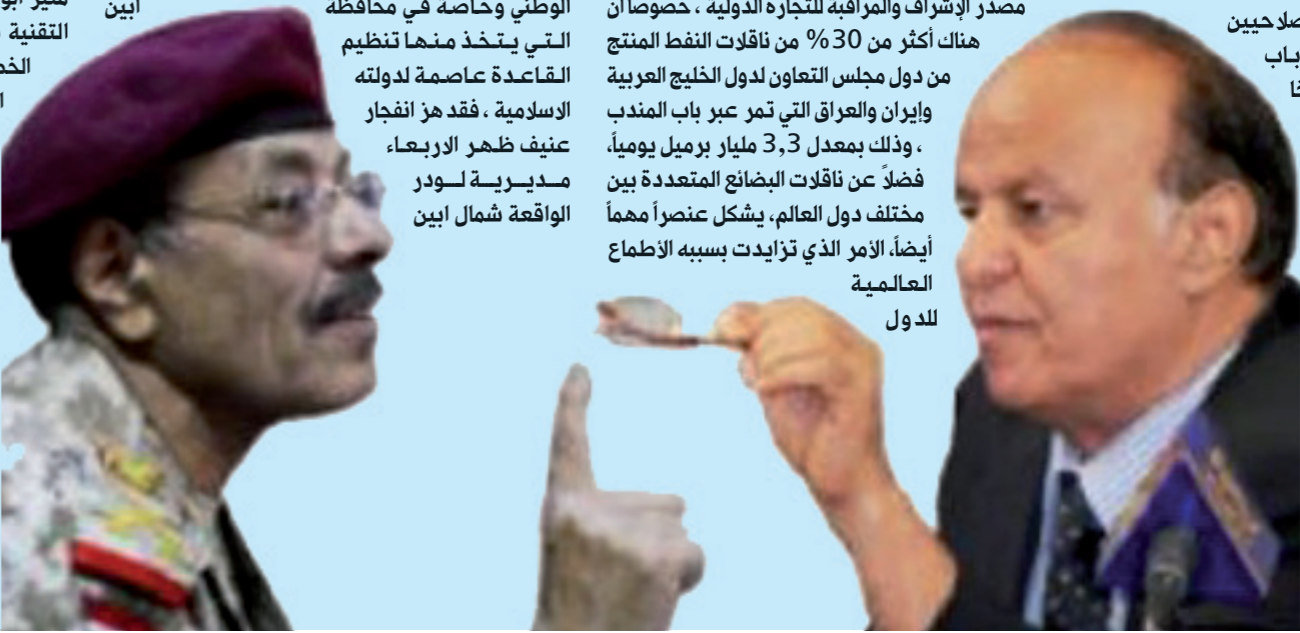 صلاحيين
باب
مصدر الإشراف والمراقبة للتجارة الدولية ، خصوصاً أن
هناك أكثر من 30% من ناقلات النفط المنتج
من دول مجلس التعاون لدول الخليج العربية
وإيران والعراق التي تمر عبر باب المندب
، وذلك بمعدل 3,3 مليار برميل يومياً،
فضلاً عن ناقلات البضائع المتعددة بين
مختلف دول العالم، يشكل عنصراً مهماً
أيضاً، الأمر الذي تزايدت بسببه الأطماع
العالمية
للدول
الوطني وخاصة في محافظة ابين
التي يتخذ منها تنظيم
القاعدة عاصمة لدولته
الاسلامية ، فقد هز انفجار
عنيف ظهر الاربعاء
مديرية لودر
الواقعة شمال ابين
منير ابو
التقنية